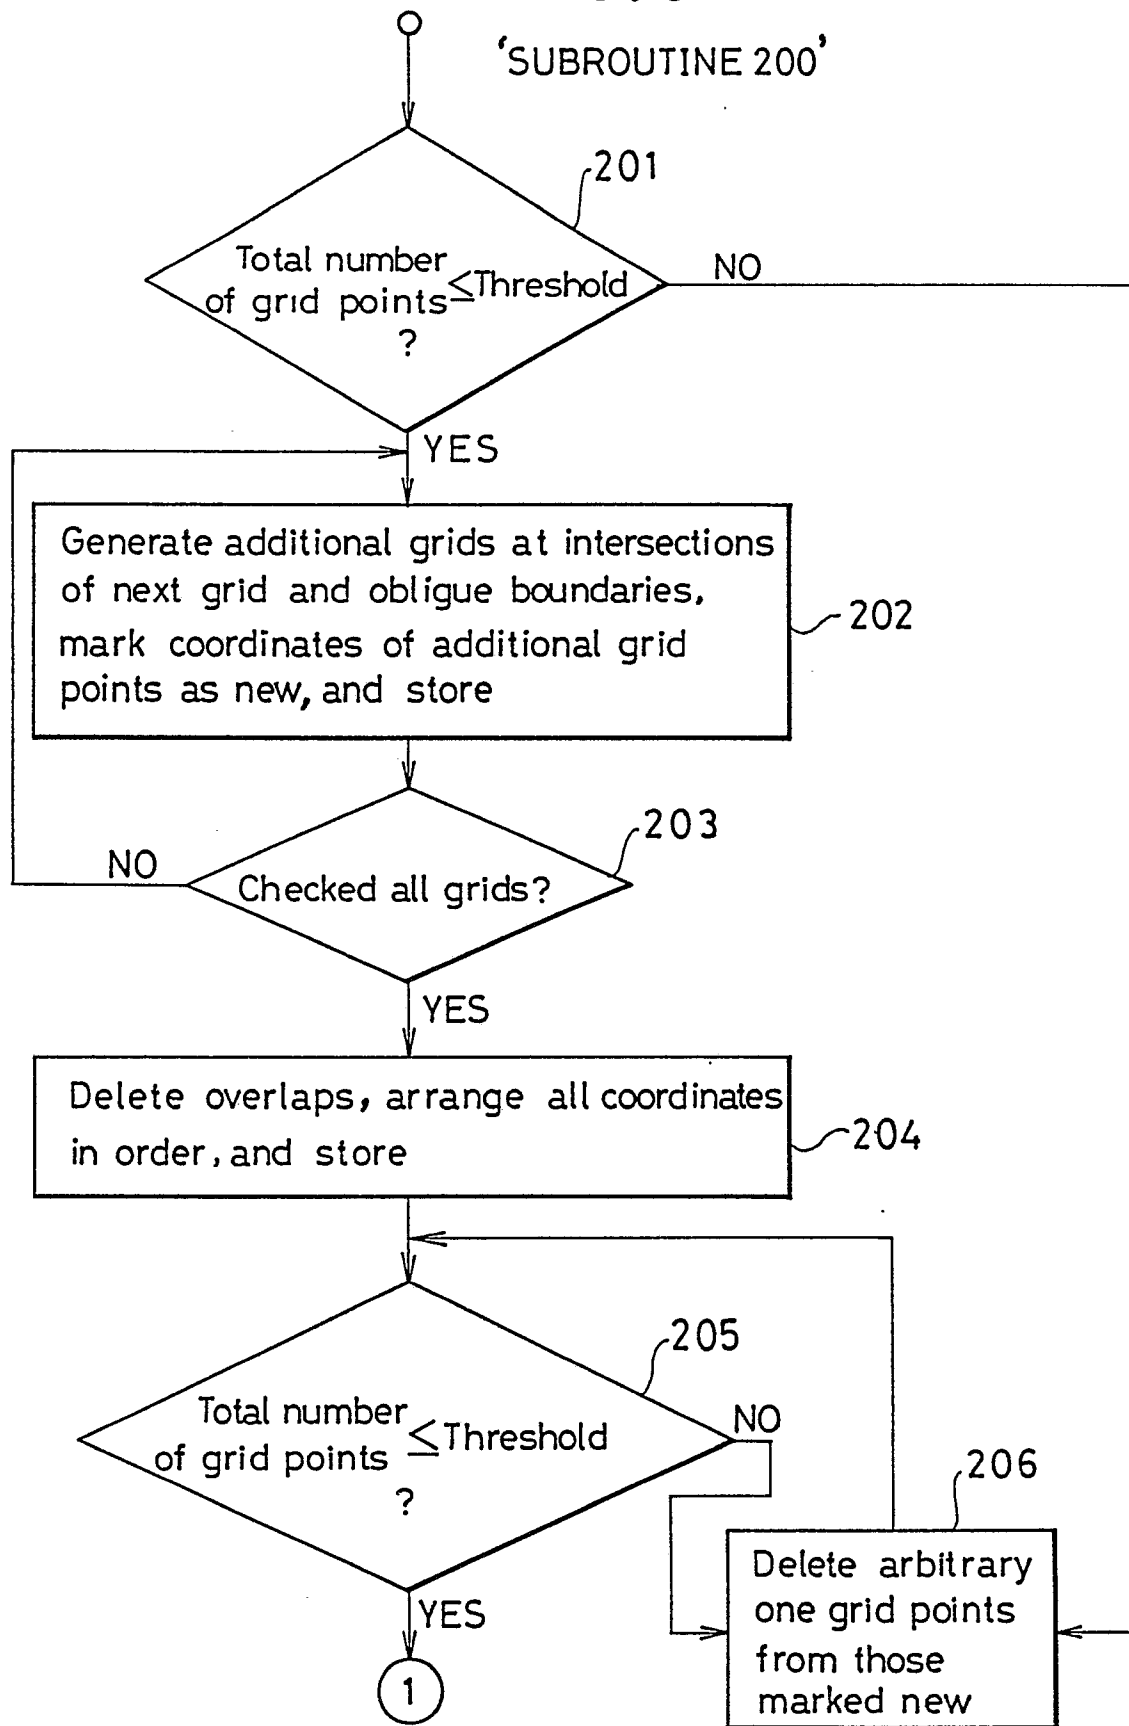 'SUBROUTINE 200'
201
Total number
of grid points ≤ Threshold
?
NO
YES
Generate additional grids at intersections
of next grid and obligue boundaries,
mark coordinates of additional grid
points as new, and store
202
203
NO
Checked all grids?
YES
Delete overlaps, arrange all coordinates
in order, and store
204
205
Total number
of grid points ≤ Threshold
?
NO
206
Delete arbitrary
one grid points
from those
marked new
YES
1